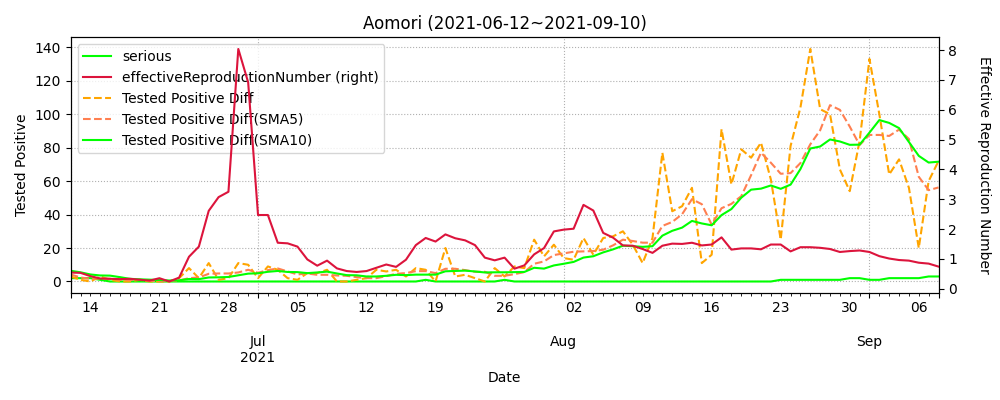 Aomori (2021-06-12~2021-09-10)
serious
effectiveReproductionNumber (right)
Tested Positive Diff
Tested Positive Diff(SMA5)
Tested Positive Diff(SMA10)
Tested Positive
140
120
100
80
60
40
20
0
Effective Reproduction Number
8
7
6
5
4
3
2
1
0
14 21 28 05 12 19 26 02 09 16 23 30 06
Jul Aug Sep
2021
Date